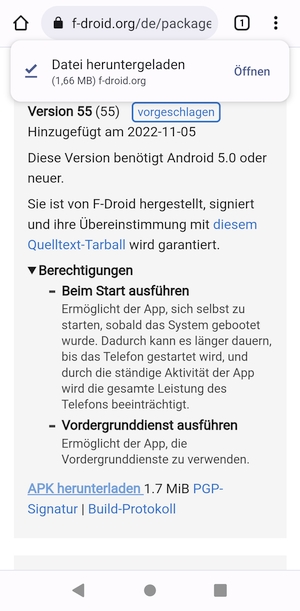 f-droid.org/de/package
1
Datei heruntergeladen
(1,66 MB) f-droid.org
Öffnen
Version 55 (55) vorgeschlagen
Hinzugefügt am 2022-11-05
Diese Version benötigt Android 5.0 oder
neuer.
Sie ist von F-Droid hergestellt, signiert
und ihre Übereinstimmung mit diesem
Quelltext-Tarball wird garantiert.
▼Berechtigungen
- Beim Start ausführen
Ermöglicht der App, sich selbst zu
starten, sobald das System gebootet
wurde. Dadurch kann es länger dauern,
bis das Telefon gestartet wird, und
durch die ständige Aktivität der App
wird die gesamte Leistung des
Telefons beeinträchtigt.
- Vordergrunddienst ausführen
Ermöglicht der App, die
Vordergrunddienste zu verwenden.
APK herunterladen 1.7 MiB PGP-
Signatur | Build-Protokoll